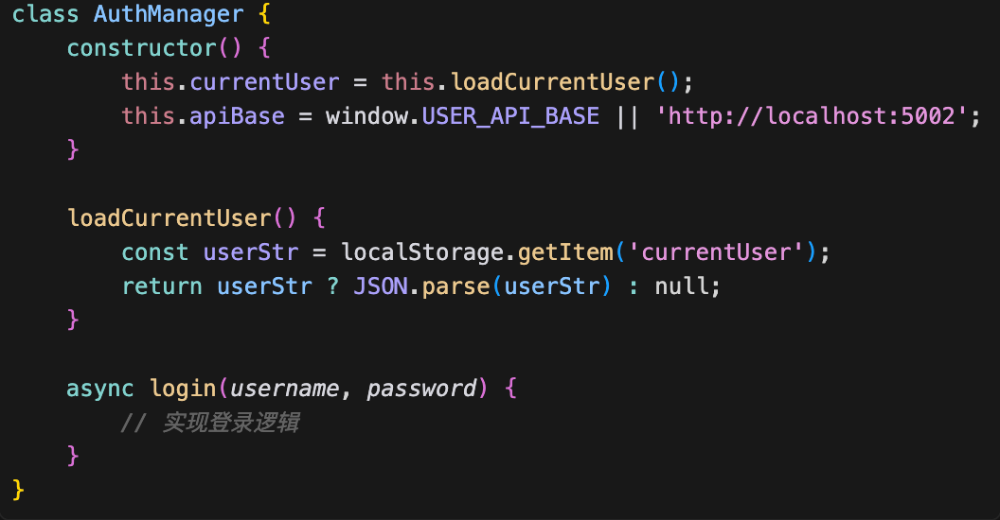 class AuthManager {
    constructor() {
        this.currentUser = this.loadCurrentUser();
        this.apiBase = window.USER_API_BASE || 'http://localhost:5002';
    }

    loadCurrentUser() {
        const userStr = localStorage.getItem('currentUser');
        return userStr ? JSON.parse(userStr) : null;
    }

    async login(username, password) {
        // 实现登录逻辑
    }
}